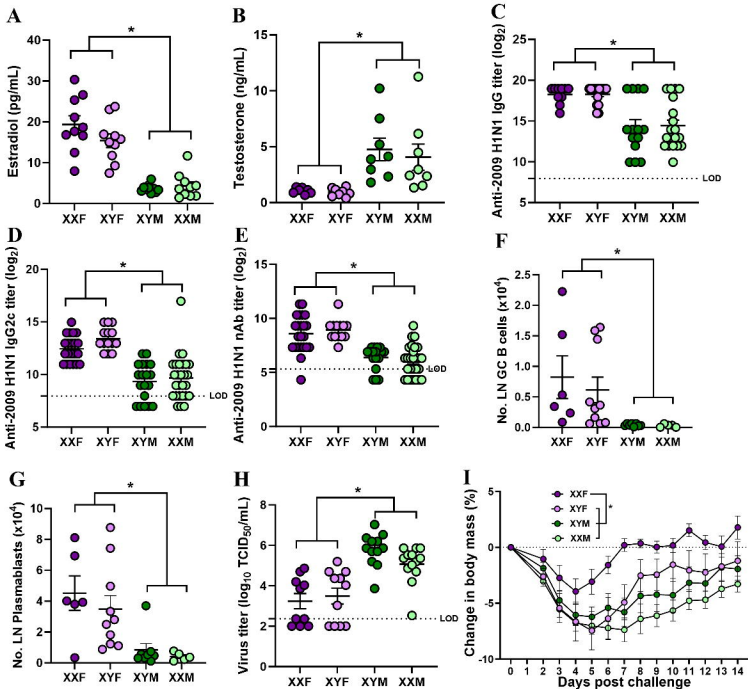 A
Estradiol (pg/mL)
40
30
20
10
0
*
XXF XYF XYM XXM
B
Testosterone (ng/mL)
15
10
5
0
*
XXF XYF XYM XXM
C
Anti-2009 H1N1 IgG titer (log2)
25
20
15
10
5
*
LOD
XXF XYF XYM XXM
D
Anti-2009 H1N1 IgG2c titer (log2)
20
15
10
5
*
LOD
XXF XYF XYM XXM
E
Anti-2009 H1N1 nAb titer (log2)
15
10
5
0
*
LOD
XXF XYF XYM XXM
F
No. LN GC B cells (x10⁴)
2.5
2.0
1.5
1.0
0.5
0.0
*
XXF XYF XYM XXM
G
No. LN Plasmablasts (x10⁴)
10
8
6
4
2
0
*
XXF XYF XYM XXM
H
Virus titer (log10 TCID50/mL)
8
6
4
2
0
*
LOD
XXF XYF XYM XXM
I
Change in body mass (%)
5
0
-5
-10
XXF
XYF
XYM
XXM
*
0 1 2 3 4 5 6 7 8 9 10 11 12 13 14
Days post challenge